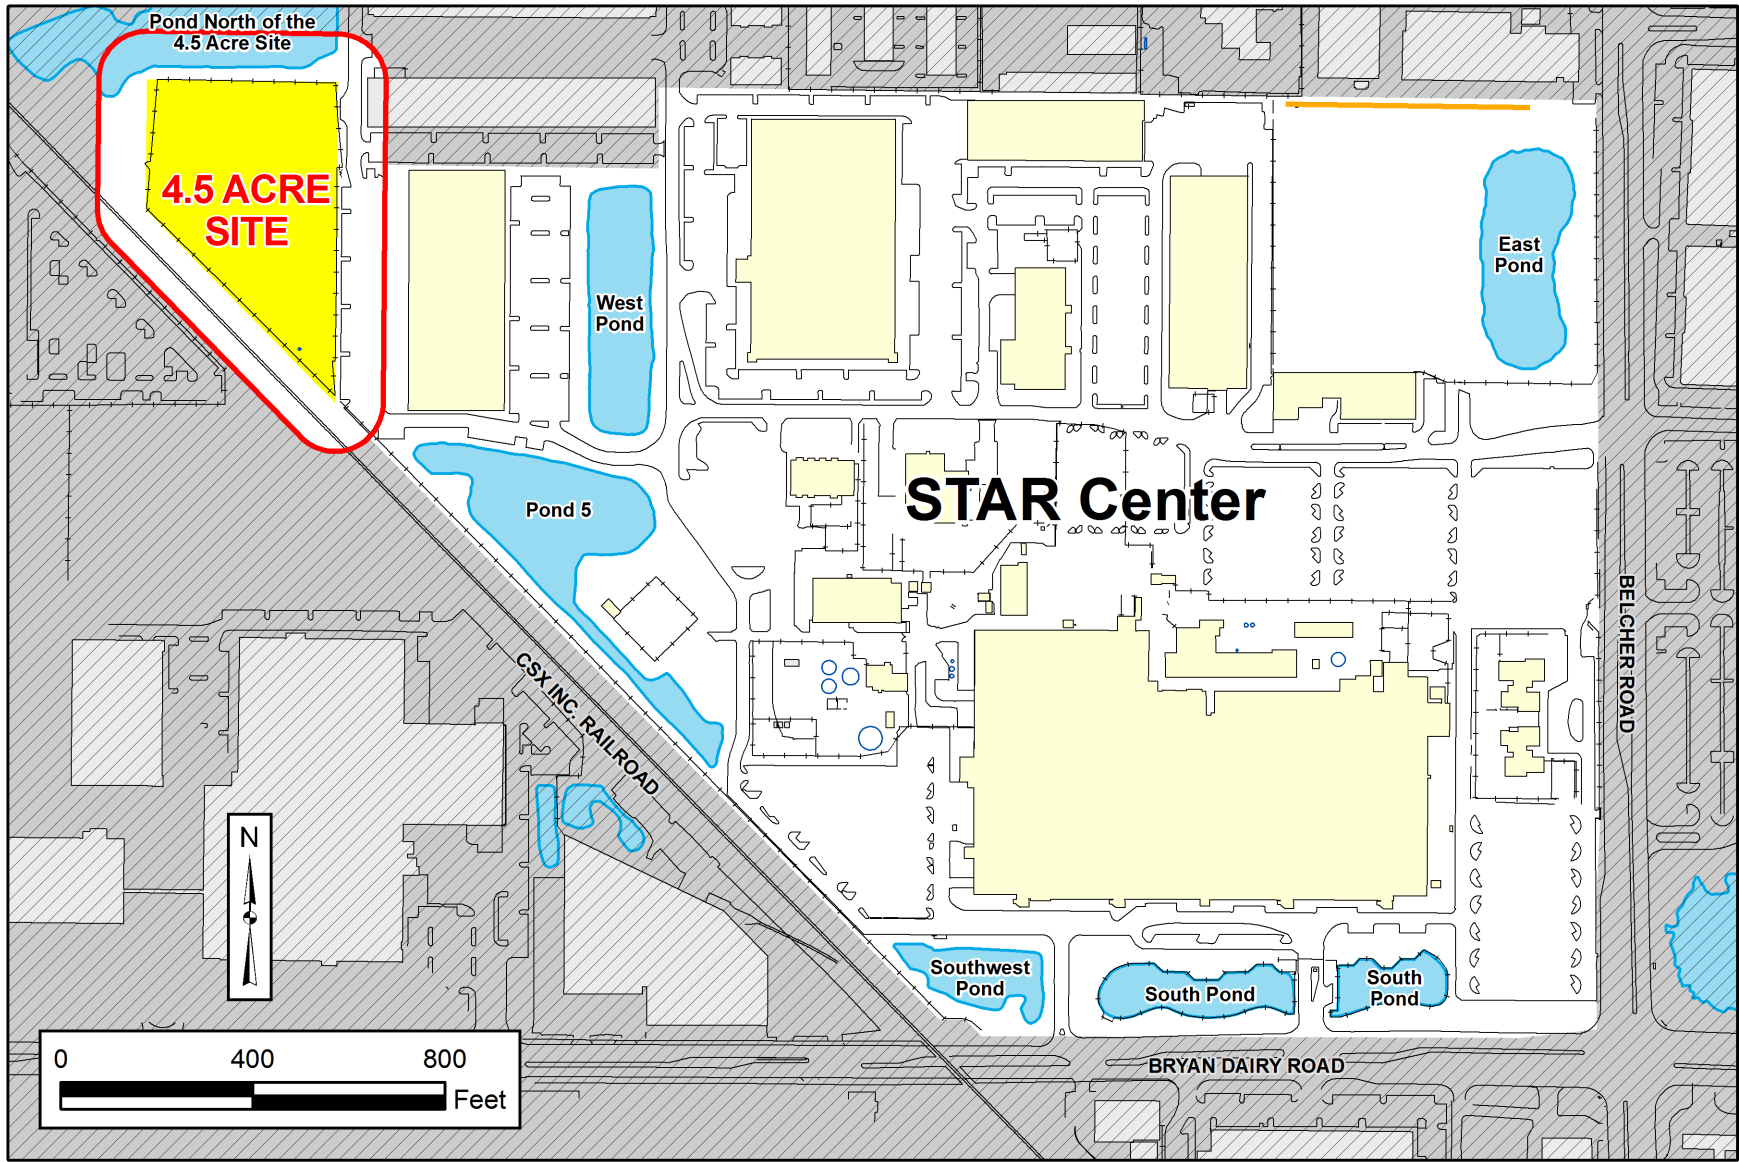 Pond North of the
4.5 Acre Site
4.5 ACRE
SITE
West
Pond
East
Pond
Pond 5
STAR Center
BELCHER ROAD
CSX INC. RAILROAD
N
Southwest
Pond
South Pond
South
Pond
BRYAN DAIRY ROAD
0 400 800
Feet